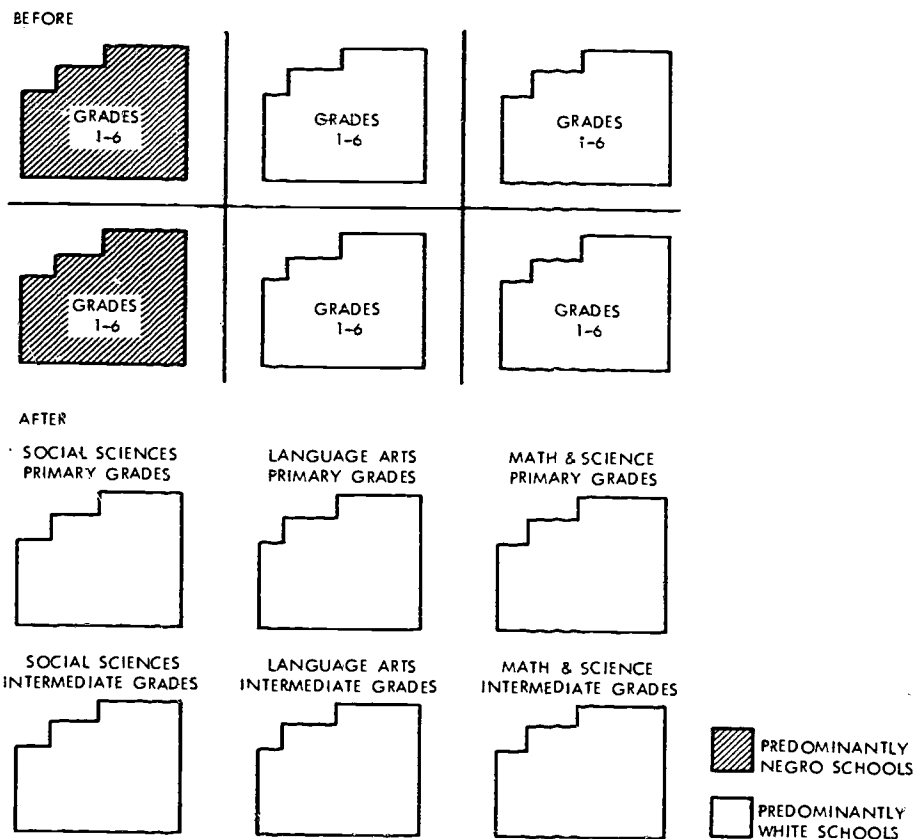 BEFORE
GRADES
1-6
GRADES
1-6
GRADES
i-6
GRADES
1-6
GRADES
1-6
GRADES
1-6
AFTER
SOCIAL SCIENCES
PRIMARY GRADES
LANGUAGE ARTS
PRIMARY GRADES
MATH & SCIENCE
PRIMARY GRADES
SOCIAL SCIENCES
INTERMEDIATE GRADES
LANGUAGE ARTS
INTERMEDIATE GRADES
MATH & SCIENCE
INTERMEDIATE GRADES
PREDOMINANTLY
NEGRO SCHOOLS
PREDOMINANTLY
WHITE SCHOOLS